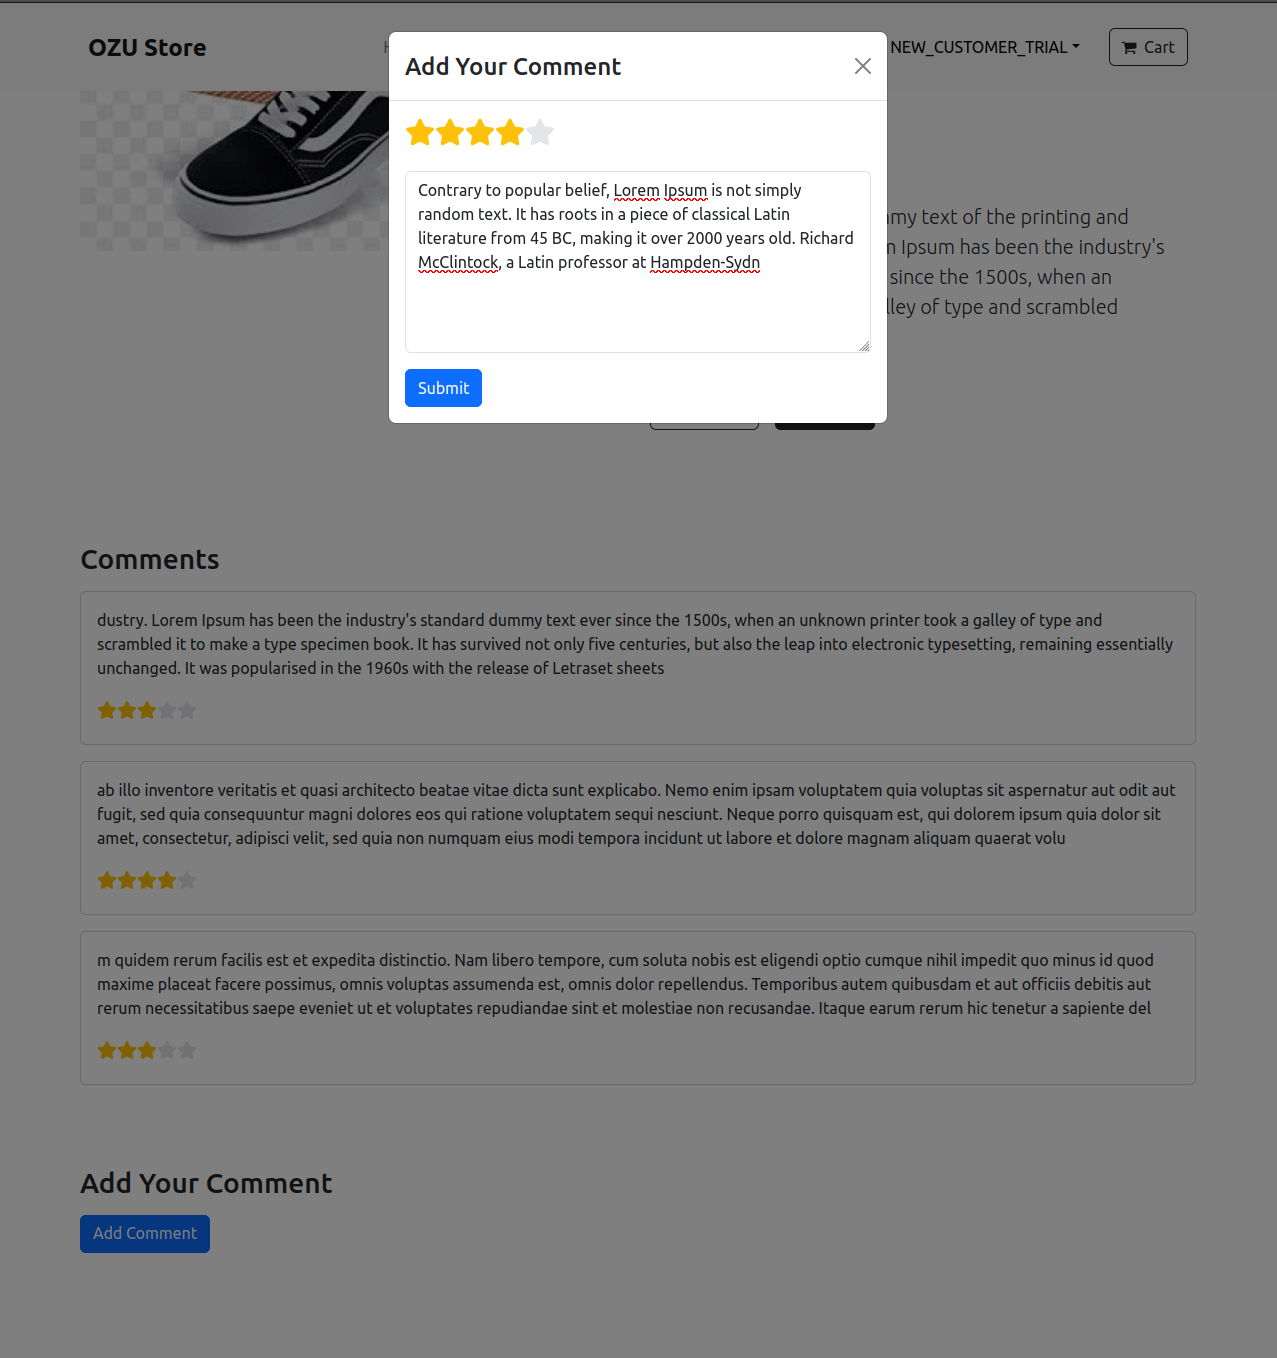 OZU Store
NEW_CUSTOMER_TRIAL
Cart
Add Your Comment
Contrary to popular belief, Lorem Ipsum is not simply
random text. It has roots in a piece of classical Latin
literature from 45 BC, making it over 2000 years old. Richard
McClintock, a Latin professor at Hampden-Sydn
Submit
text of the printing and
Ipsum has been the industry's
since the 1500s, when an
of type and scrambled
Comments
dustry. Lorem Ipsum has been the industry's standard dummy text ever since the 1500s, when an unknown printer took a galley of type and
scrambled it to make a type specimen book. It has survived not only five centuries, but also the leap into electronic typesetting, remaining essentially
unchanged. It was popularised in the 1960s with the release of Letraset sheets
ab illo inventore veritatis et quasi architecto beatae vitae dicta sunt explicabo. Nemo enim ipsam voluptatem quia voluptas sit aspernatur aut odit aut
fugit, sed quia consequuntur magni dolores eos qui ratione voluptatem sequi nesciunt. Neque porro quisquam est, qui dolorem ipsum quia dolor sit
amet, consectetur, adipisci velit, sed quia non numquam eius modi tempora incidunt ut labore et dolore magnam aliquam quaerat volu
m quidem rerum facilis est et expedita distinctio. Nam libero tempore, cum soluta nobis est eligendi optio cumque nihil impedit quo minus id quod
maxime placeat facere possimus, omnis voluptas assumenda est, omnis dolor repellendus. Temporibus autem quibusdam et aut officiis debitis aut
rerum necessitatibus saepe eveniet ut et voluptates repudiandae sint et molestiae non recusandae. Itaque earum rerum hic tenetur a sapiente del
Add Your Comment
Add Comment